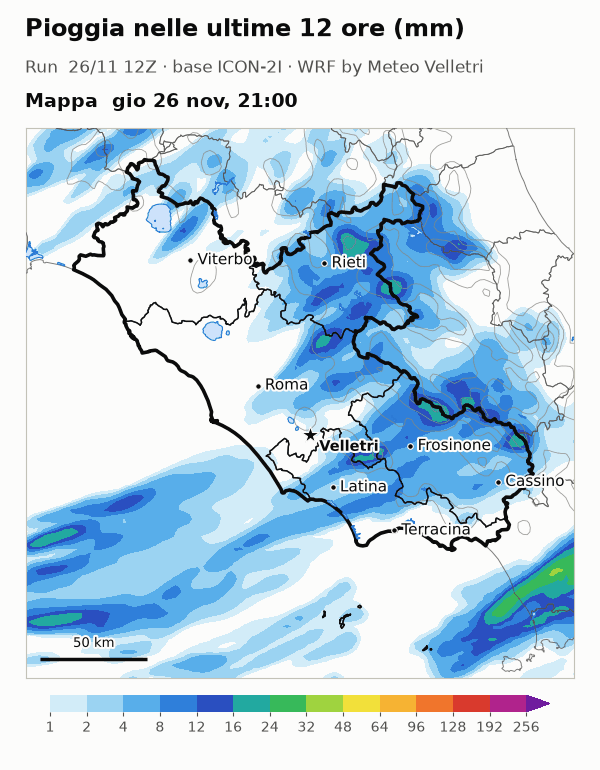 Pioggia nelle ultime 12 ore (mm)
Run  26/11 12Z · base ICON-2I · WRF by Meteo Velletri
Mappa  gio 26 nov, 21:00
Viterbo
Rieti
Roma
Velletri
Frosinone
Latina
Cassino
Terracina
50 km
1 2 4 8 12 16 24 32 48 64 96 128 192 256